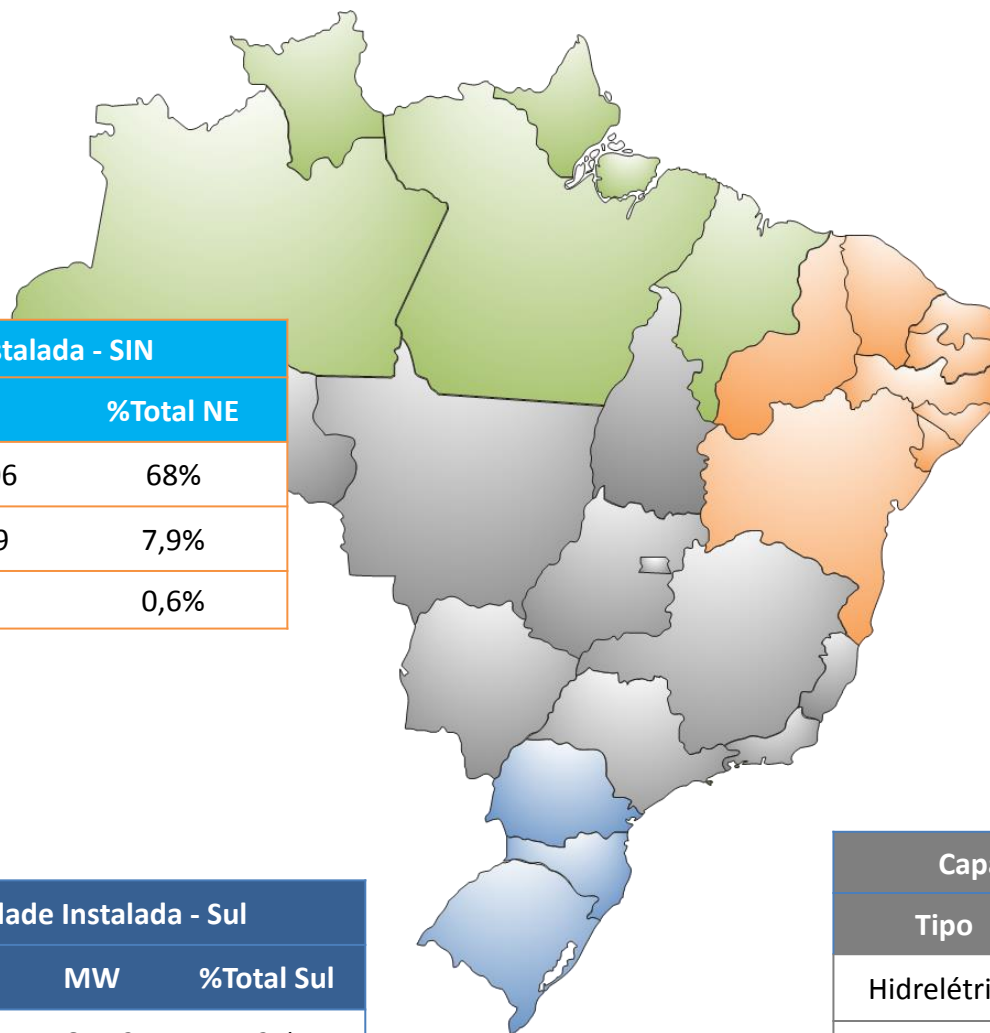 stalada - SIN
%Total NE
6 68%
9 7,9%
0,6%
dade Instalada - Sul
MW %Total Sul
Capa
Tipo
Hidrelétri